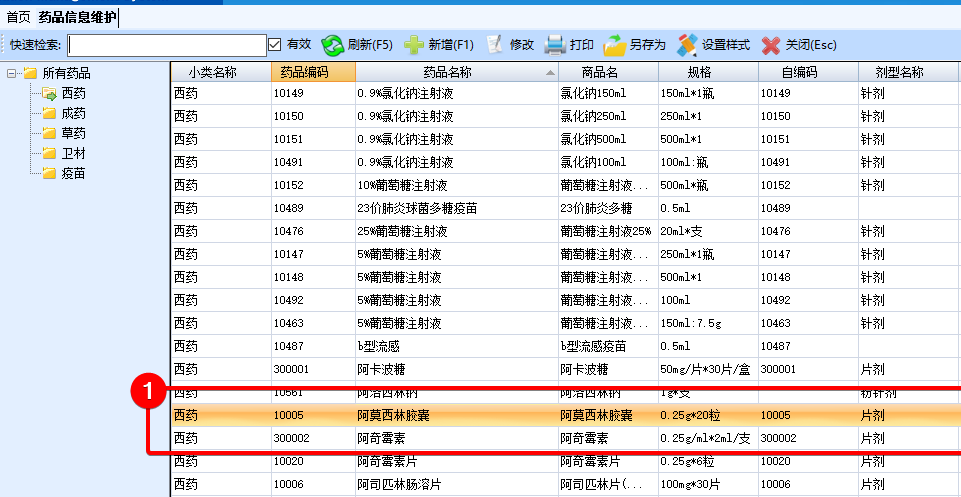 首页 药品信息维护
快速检索: 有效 刷新(F5) 新增(F1) 修改 打印 另存为 设置样式 关闭(Esc)
所有药品
西药
成药
草药
卫材
疫苗
小类名称 药品编码 药品名称 商品名 规格 自编码 剂型名称
西药 10149 0.9%氯化钠注射液 氯化钠150ml 150ml*1瓶 10149 针剂
西药 10150 0.9%氯化钠注射液 氯化钠250ml 250ml*1 10150 针剂
西药 10151 0.9%氯化钠注射液 氯化钠500ml 500ml*1 10151 针剂
西药 10491 0.9%氯化钠注射液 氯化钠100ml 100ml:瓶 10491 针剂
西药 10152 10%葡萄糖注射液 葡萄糖注射液... 500ml*瓶 10152 针剂
西药 10489 23价肺炎球菌多糖疫苗 23价肺炎多糖 0.5ml 10489
西药 10476 25%葡萄糖注射液 葡萄糖注射液25% 20ml*支 10476 针剂
西药 10147 5%葡萄糖注射液 葡萄糖注射液... 250ml*1瓶 10147 针剂
西药 10148 5%葡萄糖注射液 葡萄糖注射液... 500ml*1 10148 针剂
西药 10492 5%葡萄糖注射液 葡萄糖注射液... 100ml 10492 针剂
西药 10463 5%葡萄糖注射液 葡萄糖注射液... 150ml:7.5g 10463 针剂
西药 10487 b型流感 b型流感疫苗 0.5ml 10487
西药 300001 阿卡波糖 阿卡波糖 50mg/片*30片/盒 300001 片剂
西药 10561 阿洛西林钠 阿洛西林钠 1g*支 粉针剂
1
西药 10005 阿莫西林胶囊 阿莫西林胶囊 0.25g*20粒 10005 片剂
西药 300002 阿奇霉素 阿奇霉素 0.25g/ml*2ml/支 300002 片剂
西药 10020 阿奇霉素片 阿奇霉素片 0.25g*6粒 10020 片剂
西药 10006 阿司匹林肠溶片 阿司匹林片(... 100mg*30片 10006 片剂